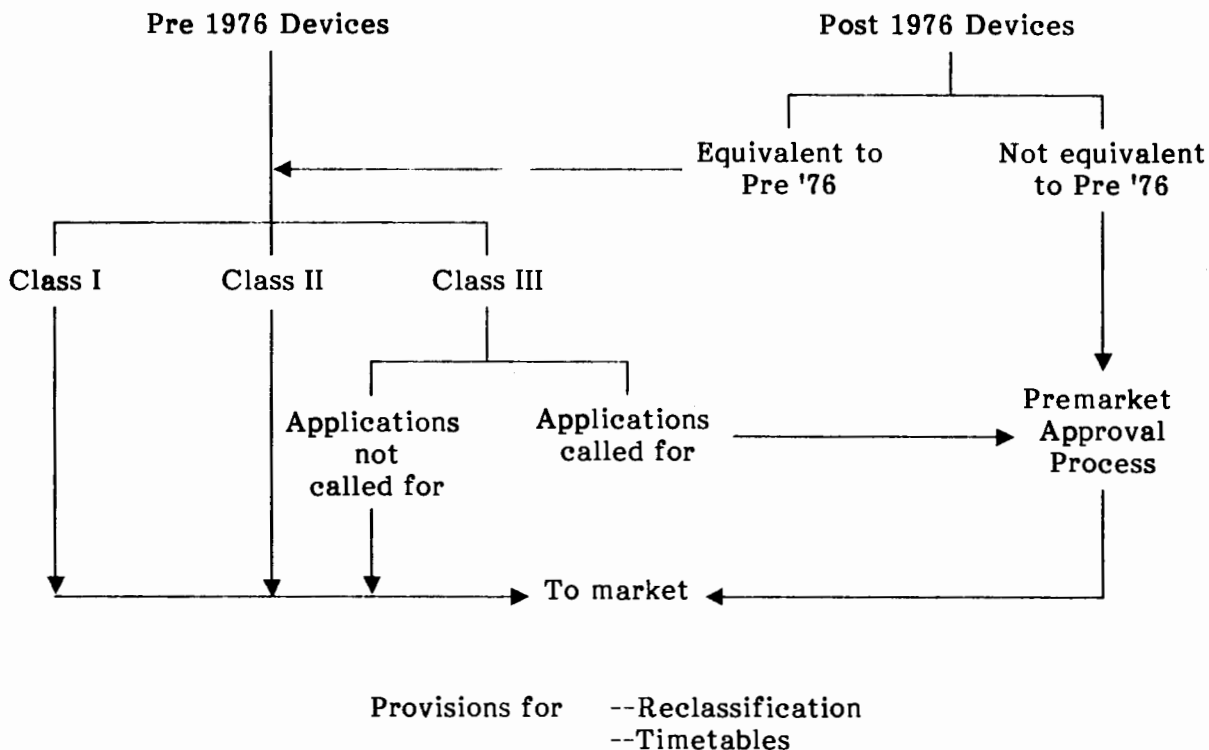 Pre 1976 Devices
Post 1976 Devices
Equivalent to
Pre '76
Not equivalent
to Pre '76
Class I
Class II
Class III
Applications
not
called for
Applications
called for
Premarket
Approval
Process
To market
Provisions for --Reclassification
--Timetables